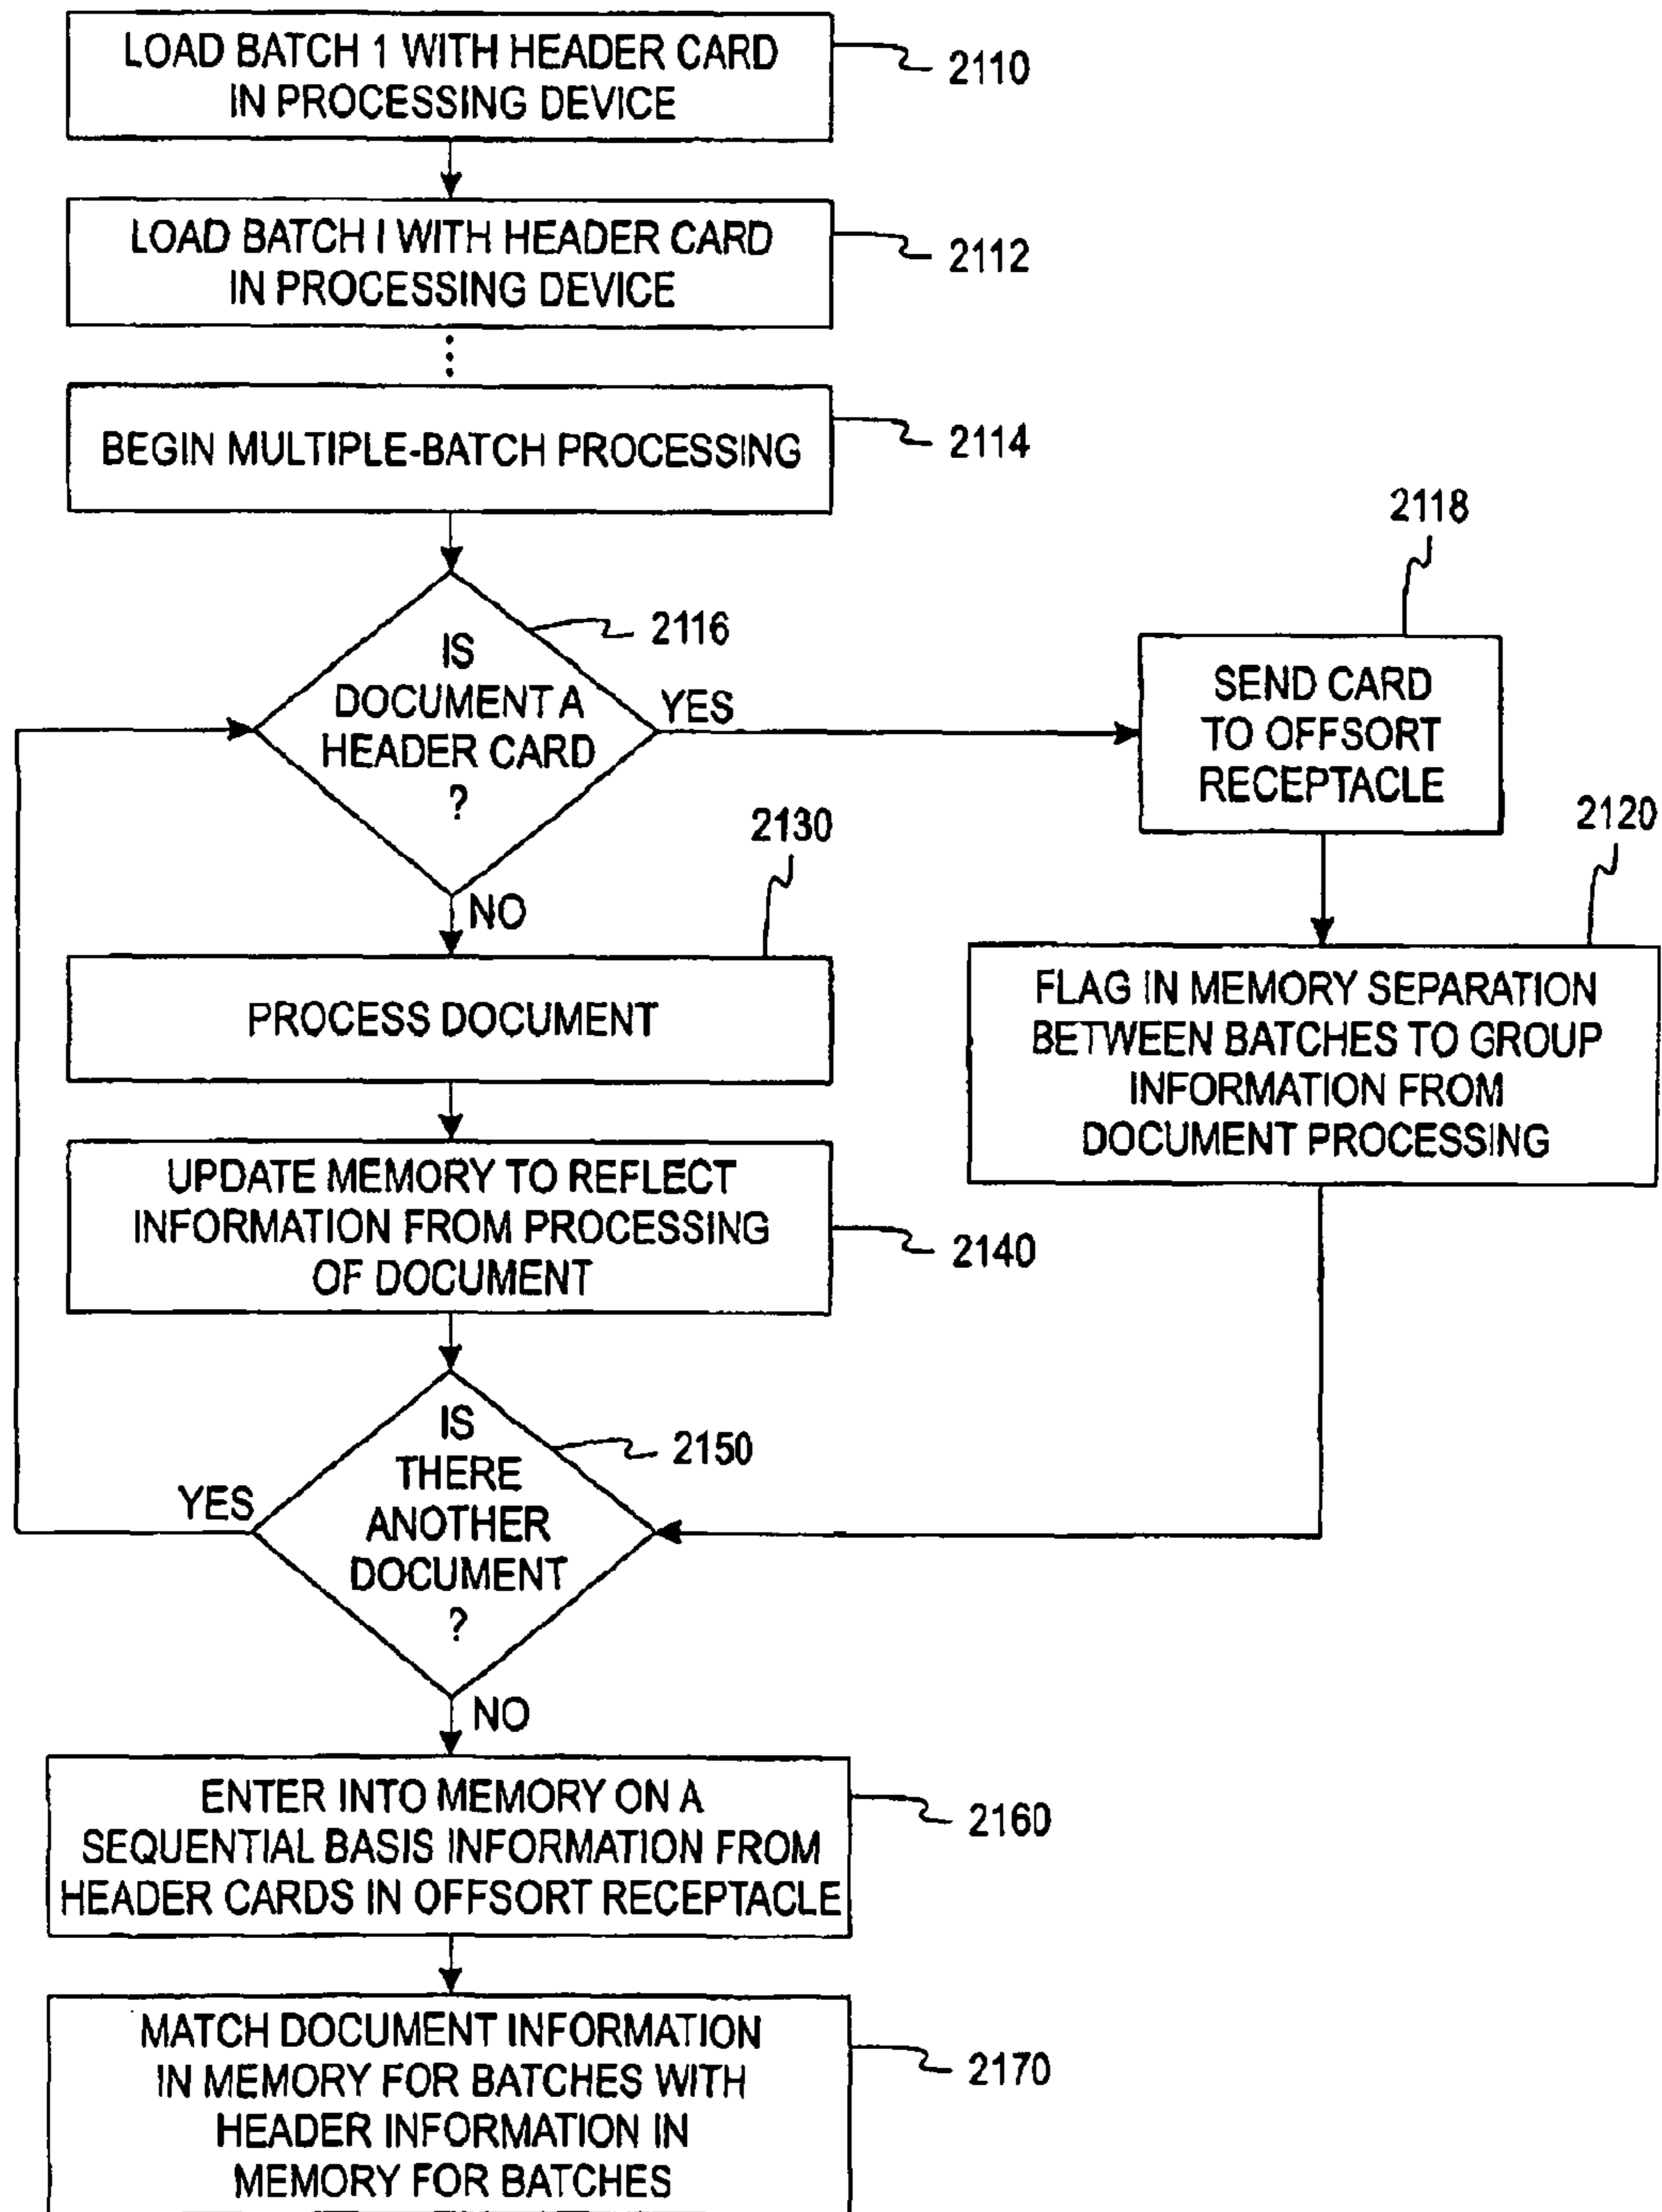 LOAD BATCH 1 WITH HEADER CARD
IN PROCESSING DEVICE
2110
LOAD BATCH I WITH HEADER CARD
IN PROCESSING DEVICE
2112
BEGIN MULTIPLE-BATCH PROCESSING
2114
2118
IS
DOCUMENT A
HEADER CARD
?
2116
YES
SEND CARD
TO OFFSORT
RECEPTACLE
NO
2130
2120
PROCESS DOCUMENT
FLAG IN MEMORY SEPARATION
BETWEEN BATCHES TO GROUP
INFORMATION FROM
DOCUMENT PROCESSING
UPDATE MEMORY TO REFLECT
INFORMATION FROM PROCESSING
OF DOCUMENT
2140
IS
THERE
ANOTHER
DOCUMENT
?
2150
YES
NO
ENTER INTO MEMORY ON A
SEQUENTIAL BASIS INFORMATION FROM
HEADER CARDS IN OFFSORT RECEPTACLE
2160
MATCH DOCUMENT INFORMATION
IN MEMORY FOR BATCHES WITH
HEADER INFORMATION IN
MEMORY FOR BATCHES
2170